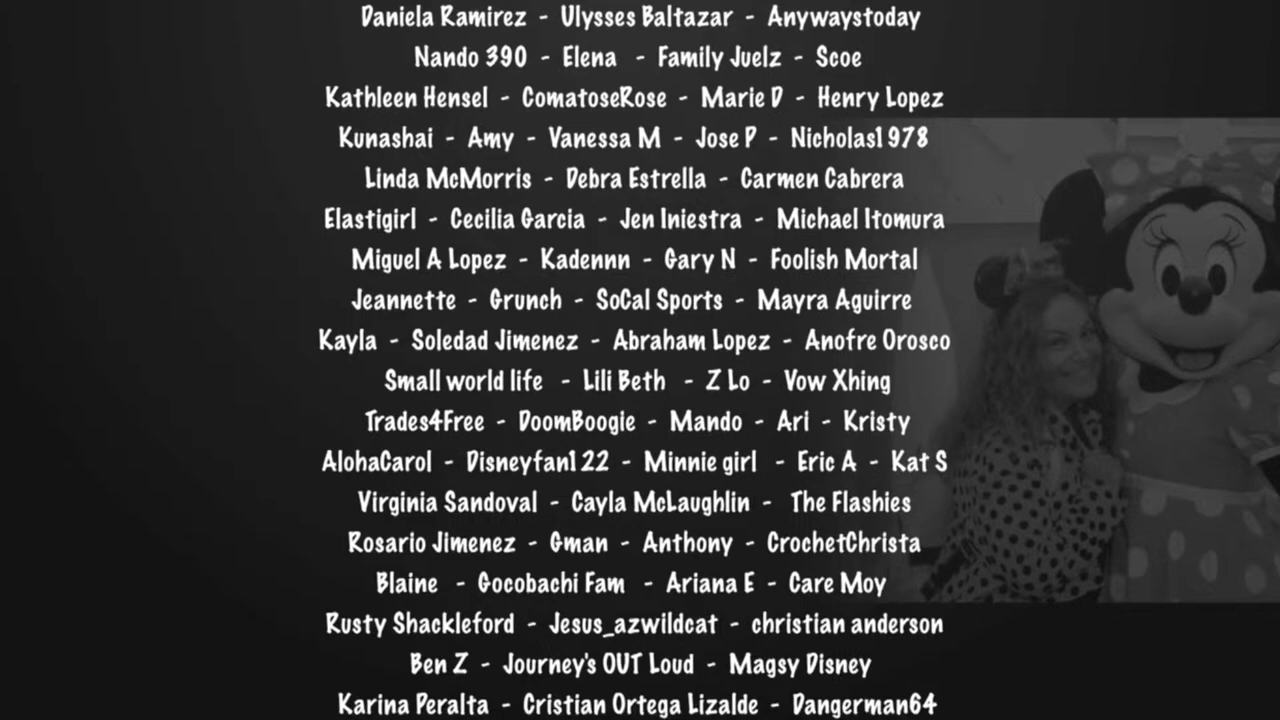 Daniela Ramirez - Ulysses Baltazar - Anywaystoday
Nando 390 - Elena - Family Juelz - Scoe
Kathleen Hensel - ComatoseRose - Marie D - Henry Lopez
Kunashai - Amy - Vanessa M - Jose P - Nicholas1978
Linda McMorris - Debra Estrella - Carmen Cabrera
Elastigirl - Cecilia Garcia - Jen Iniestra - Michael Itomura
Miguel A Lopez - Kadennn - Gary N - Foolish Mortal
Jeannette - Grunch - SoCal Sports - Mayra Aguirre
Kayla - Soledad Jimenez - Abraham Lopez - Anofre Orosco
Small world life - Lili Beth - Z Lo - Vow Xhing
Trades4Free - DoomBoogie - Mando - Ari - Kristy
AlohaCarol - Disneyfan122 - Minnie girl - Eric A - Kat S
Virginia Sandoval - Cayla McLaughlin - The Flashies
Rosario Jimenez - Gman - Anthony - CrochetChrista
Blaine - Gocobachi Fam - Ariana E - Care Moy
Rusty Shackleford - Jesus_azwildcat - christian anderson
Ben Z - Journey's OUT Loud - Magsy Disney
Karina Peralta - Cristian Ortega Lizalde - Dangerman64